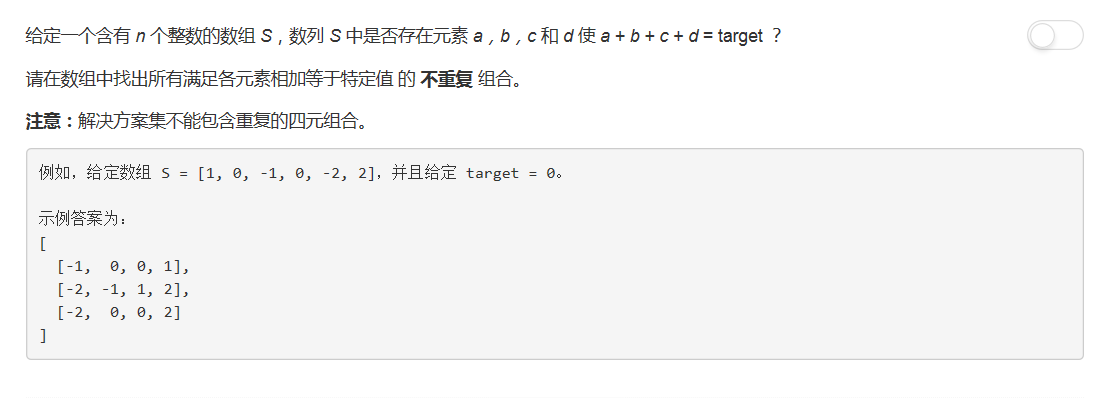 给定一个含有 n 个整数的数组 S，数列 S 中是否存在元素 a，b，c 和 d 使 a + b + c + d = target ？
请在数组中找出所有满足各元素相加等于特定值 的 不重复 组合。
注意：解决方案集不能包含重复的四元组合。
例如，给定数组 S = [1, 0, -1, 0, -2, 2]，并且给定 target = 0。
示例答案为：
[
[-1, 0, 0, 1],
[-2, -1, 1, 2],
[-2, 0, 0, 2]
]